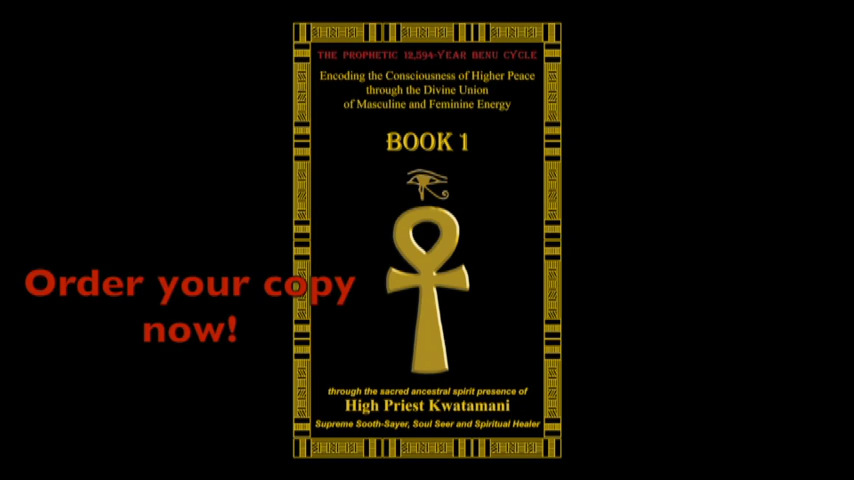 THE PROPHETIC 12,594-YEAR BENU CYCLE
Encoding the Consciousness of Higher Peace
through the Divine Union
of Masculine and Feminine Energy
BOOK 1
Order your copy
now!
through the sacred ancestral spirit presence of
High Priest Kwatamani
Supreme Sooth-Sayer, Soul Seer and Spiritual Healer